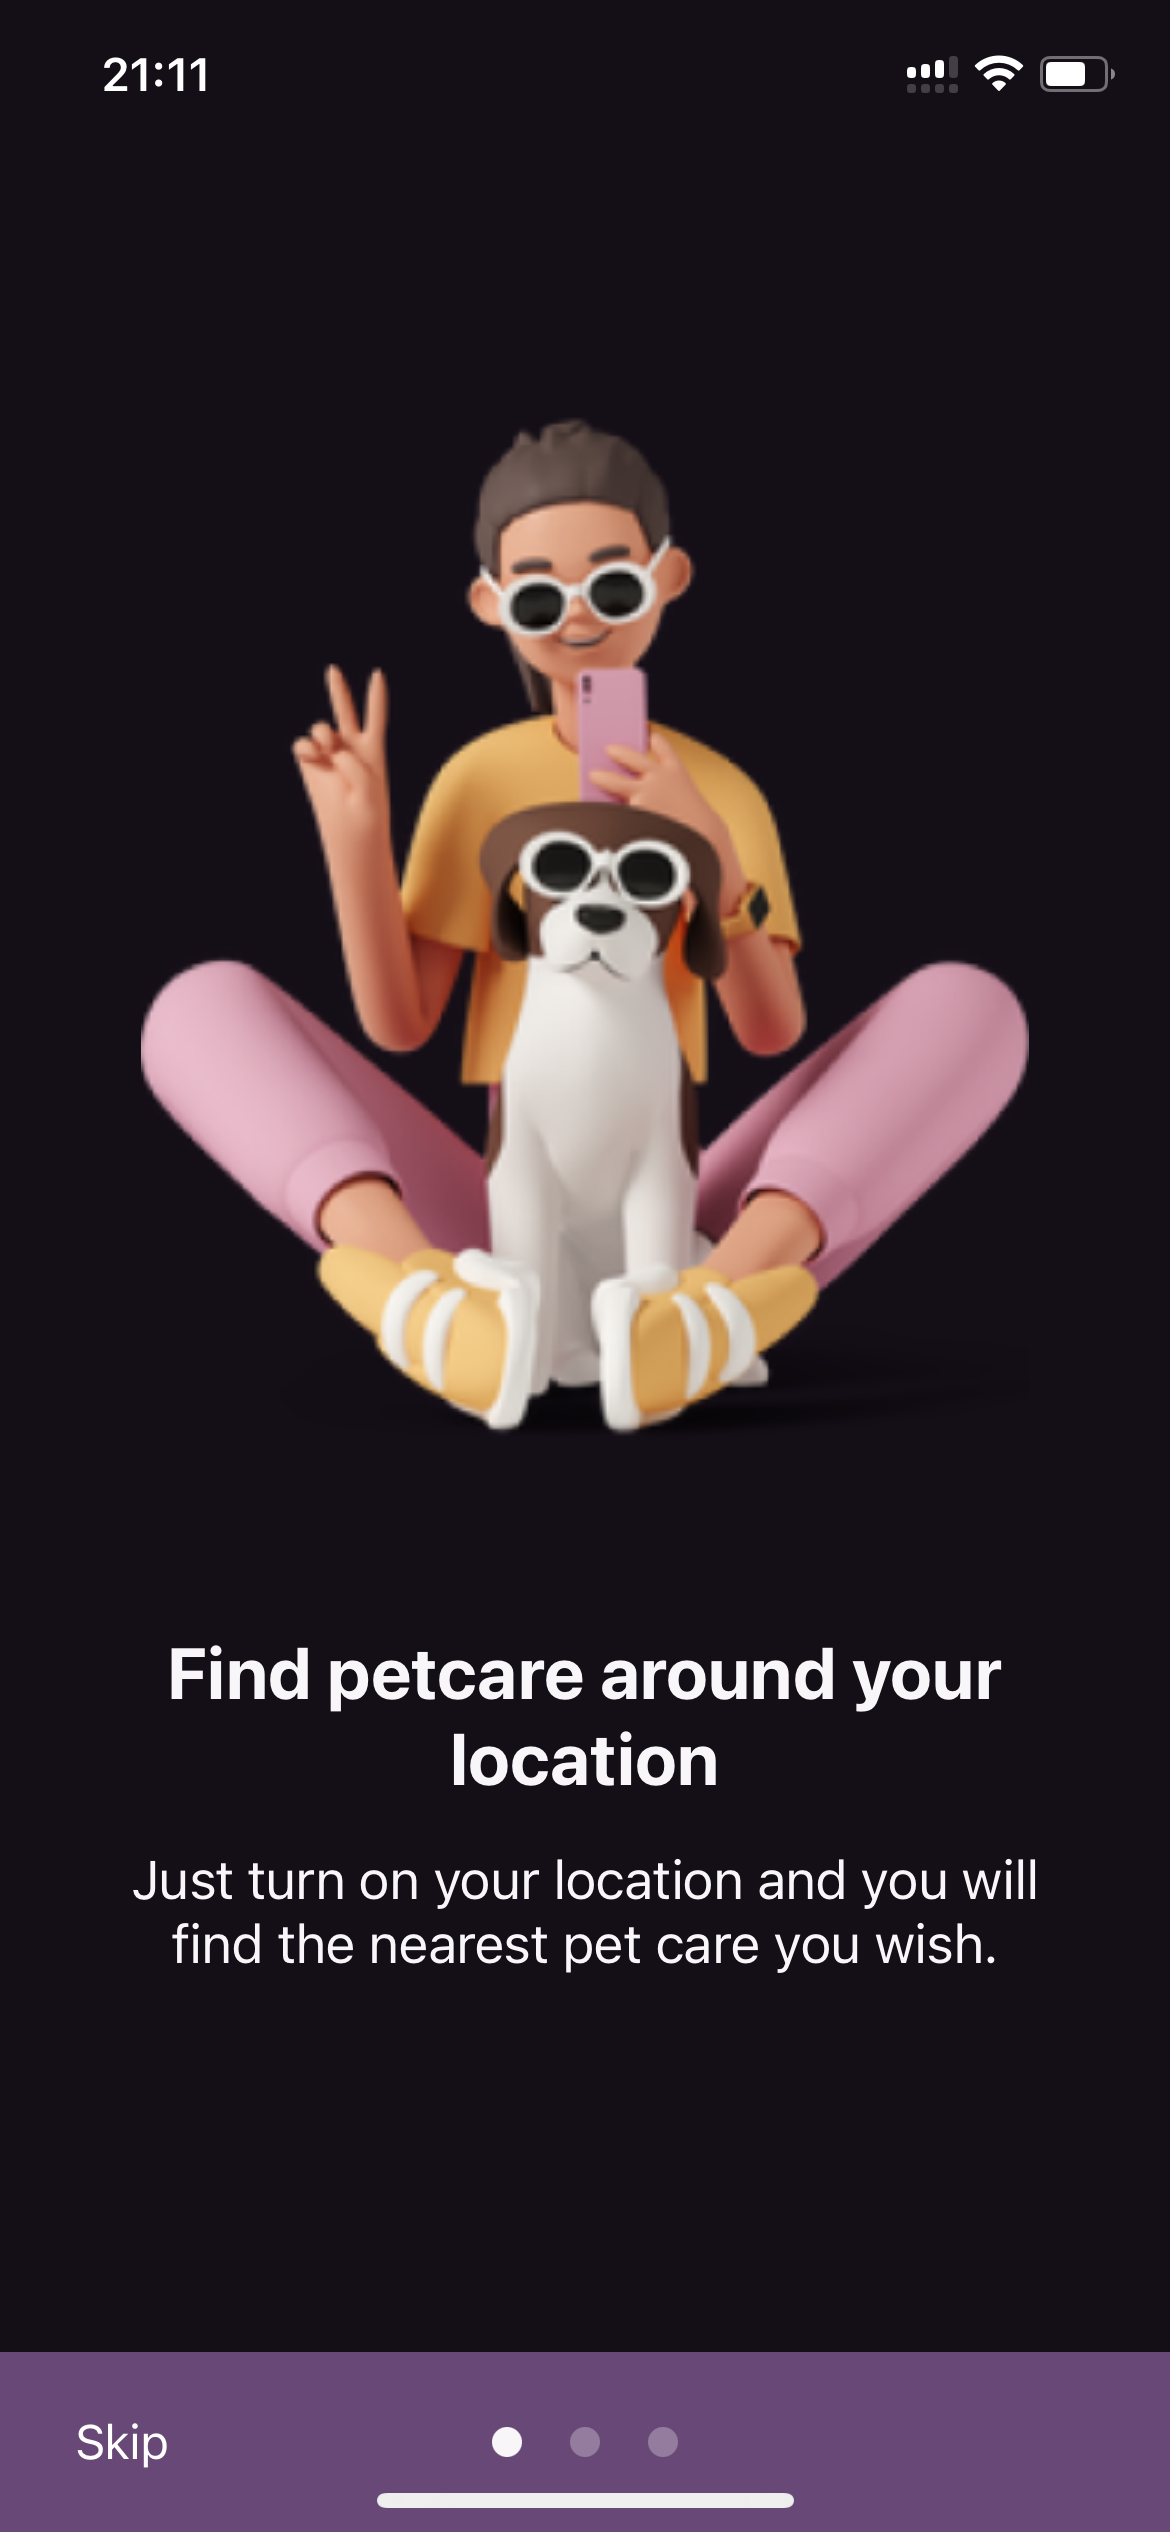 21:11
Find petcare around your
location
Just turn on your location and you will
find the nearest pet care you wish.
Skip